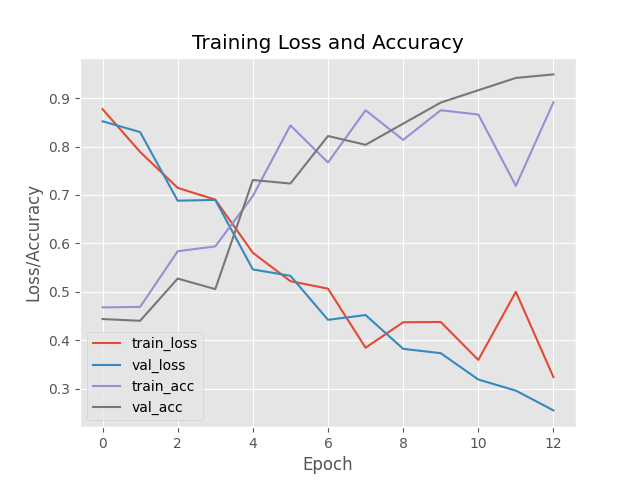 Training Loss and Accuracy
Loss/Accuracy
0.9
0.8
0.7
0.6
0.5
0.4
0.3
train_loss
val_loss
train_acc
val_acc
0 2 4 6 8 10 12
Epoch